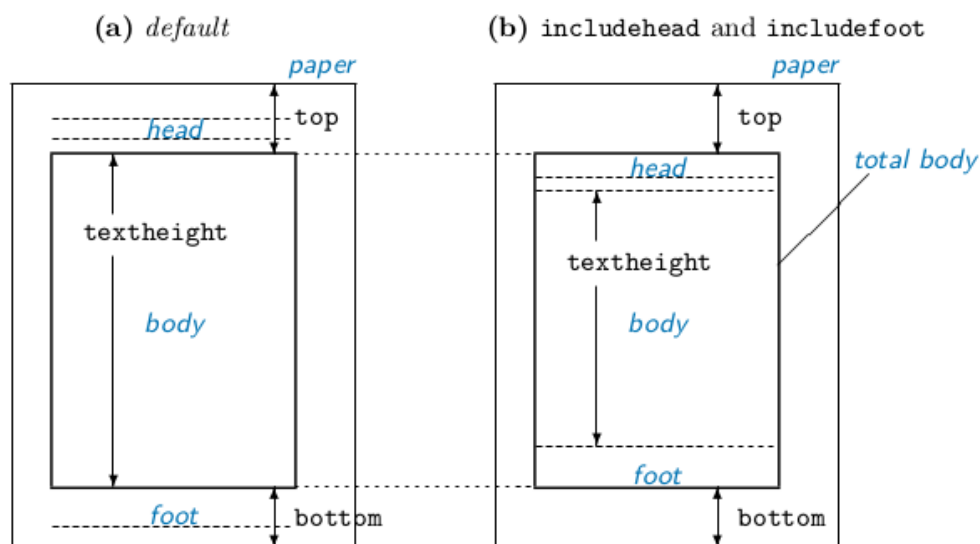 (a) default
(b) includehead and includefoot
paper
paper
top
head
top
head
total body
textheight
textheight
body
body
foot
foot
bottom
bottom